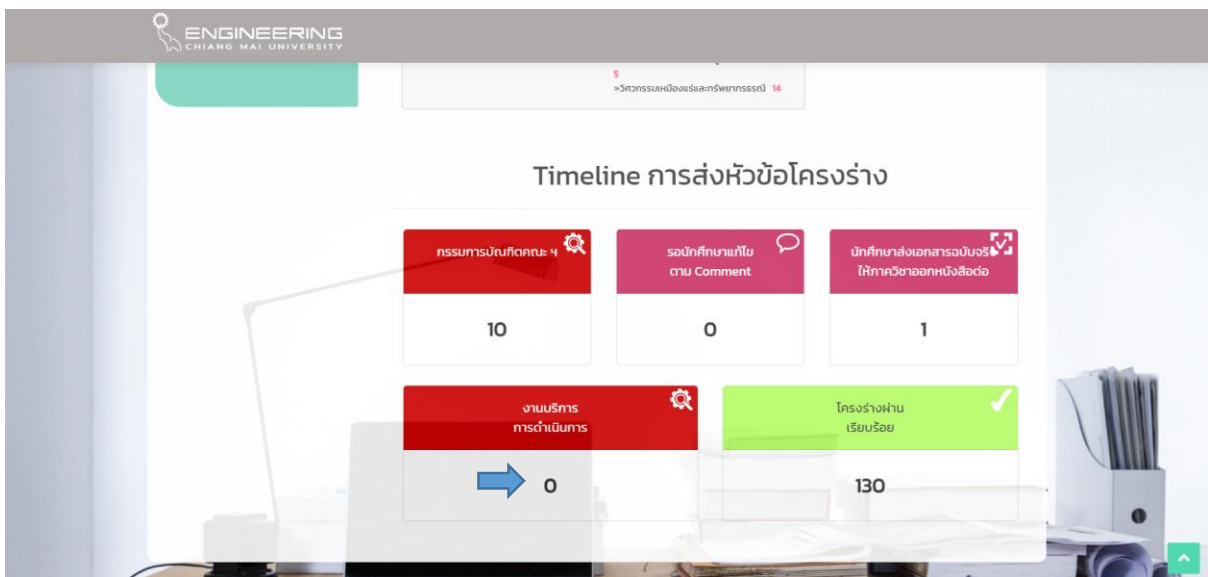 ENGINEERING
CHIANG MAI UNIVERSITY
5
»วิศวกรรมเหมืองแร่และทรัพยากรธรณี 14
Timeline การส่งหัวข้อโครงร่าง
กรรมการบัณฑิตคณะ ฯ
10
รอนักศึกษาแก้ไข
ตาม Comment
0
นักศึกษาส่งเอกสารฉบับจริง
ให้ภาควิชาออกหนังสือต่อ
1
งานบริการ
การดำเนินการ
0
โครงร่างผ่าน
เรียบร้อย
130